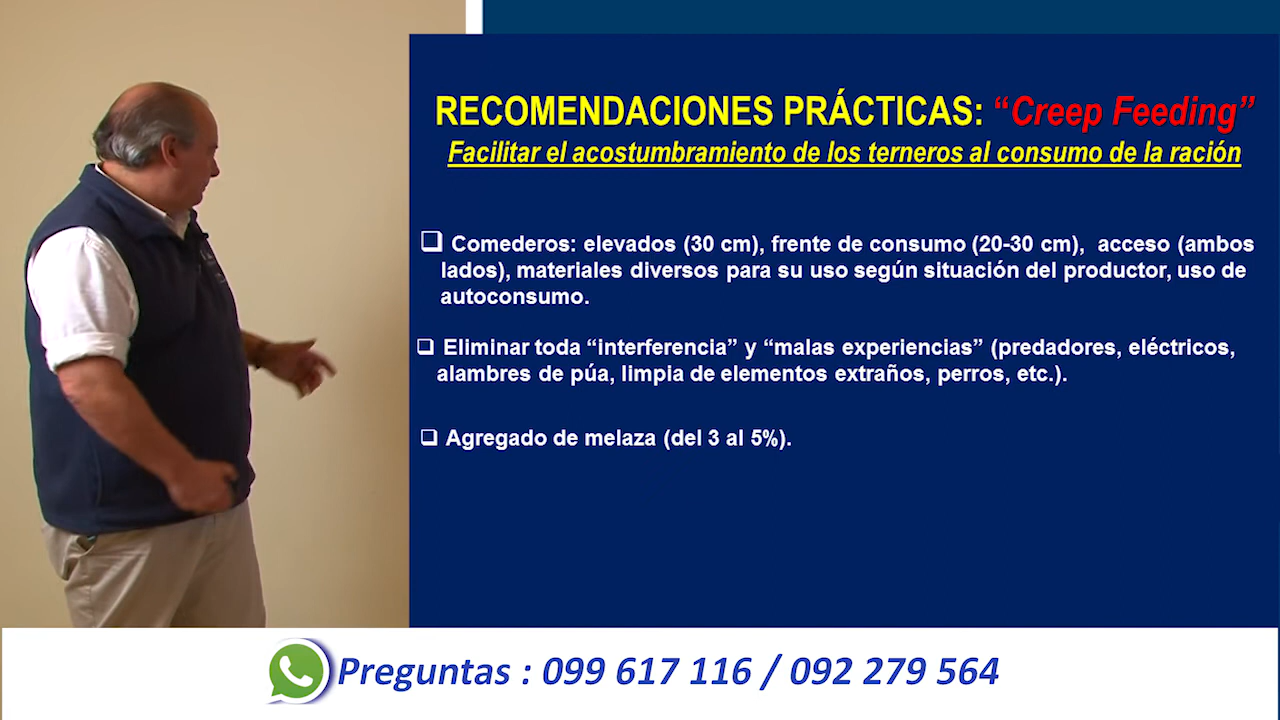 RECOMENDACIONES PRÁCTICAS: “Creep Feeding”
Facilitar el acostumbramiento de los terneros al consumo de la ración
❑ Comederos: elevados (30 cm), frente de consumo (20-30 cm), acceso (ambos
lados), materiales diversos para su uso según situación del productor, uso de
autoconsumo.
❑ Eliminar toda “interferencia” y “malas experiencias” (predadores, eléctricos,
alambres de púa, limpia de elementos extraños, perros, etc.).
❑ Agregado de melaza (del 3 al 5%).
Preguntas : 099 617 116 / 092 279 564